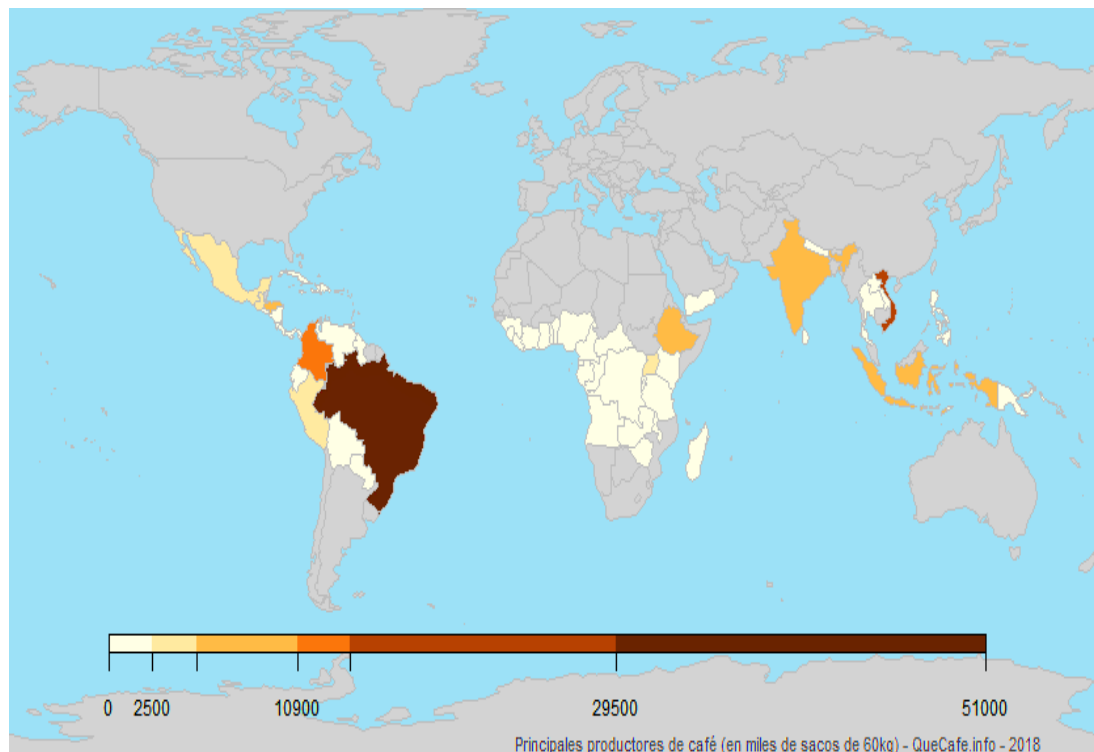 0 2500 10900 29500 51000
Principales productores de café (en miles de sacos de 60kg) - QueCafe.info - 2018